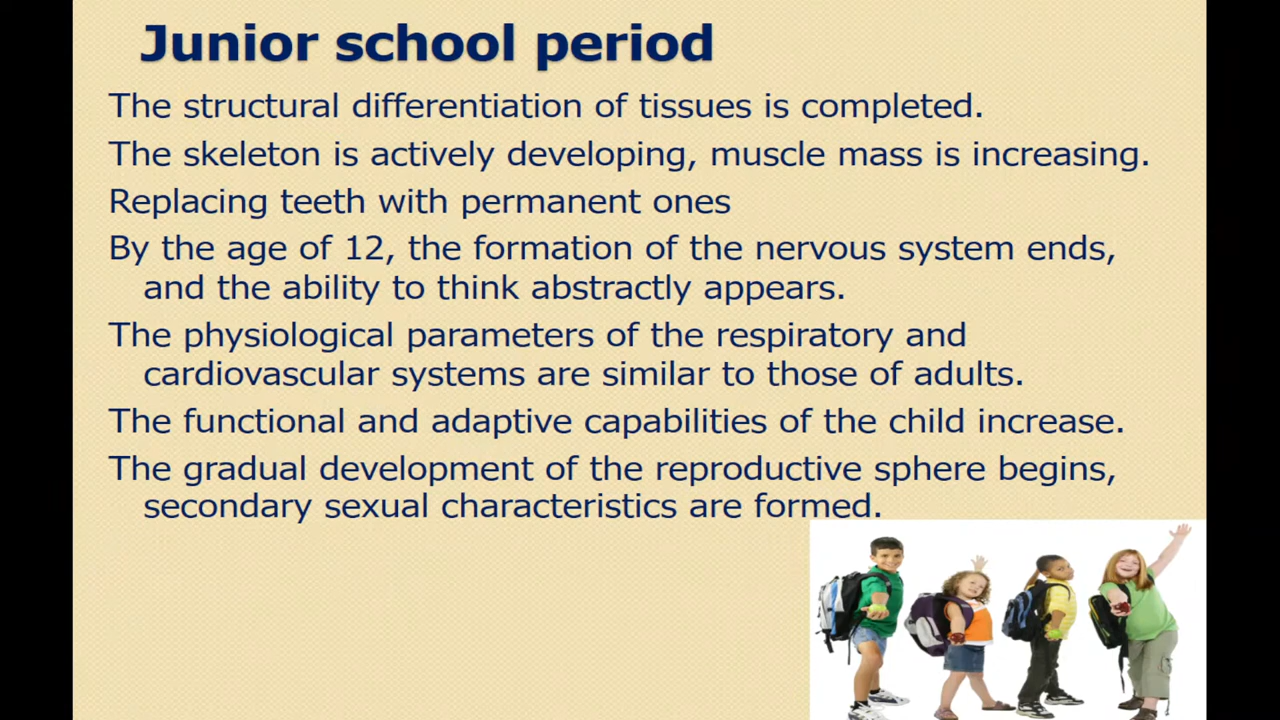 Junior school period
The structural differentiation of tissues is completed.
The skeleton is actively developing, muscle mass is increasing.
Replacing teeth with permanent ones
By the age of 12, the formation of the nervous system ends,
and the ability to think abstractly appears.
The physiological parameters of the respiratory and
cardiovascular systems are similar to those of adults.
The functional and adaptive capabilities of the child increase.
The gradual development of the reproductive sphere begins,
secondary sexual characteristics are formed.